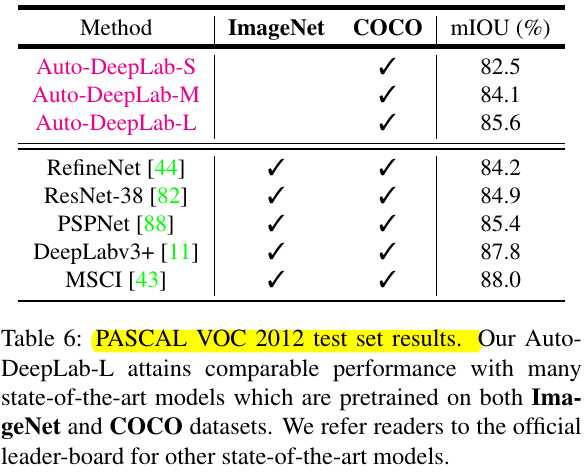 Method ImageNet COCO mIOU (%)
Auto-DeepLab-S ✓ 82.5
Auto-DeepLab-M ✓ 84.1
Auto-DeepLab-L ✓ 85.6
RefineNet [44] ✓ ✓ 84.2
ResNet-38 [82] ✓ ✓ 84.9
PSPNet [88] ✓ ✓ 85.4
DeepLabv3+ [11] ✓ ✓ 87.8
MSCI [43] ✓ ✓ 88.0
Table 6: PASCAL VOC 2012 test set results. Our Auto-
DeepLab-L attains comparable performance with many
state-of-the-art models which are pretrained on both Ima-
geNet and COCO datasets. We refer readers to the official
leader-board for other state-of-the-art models.